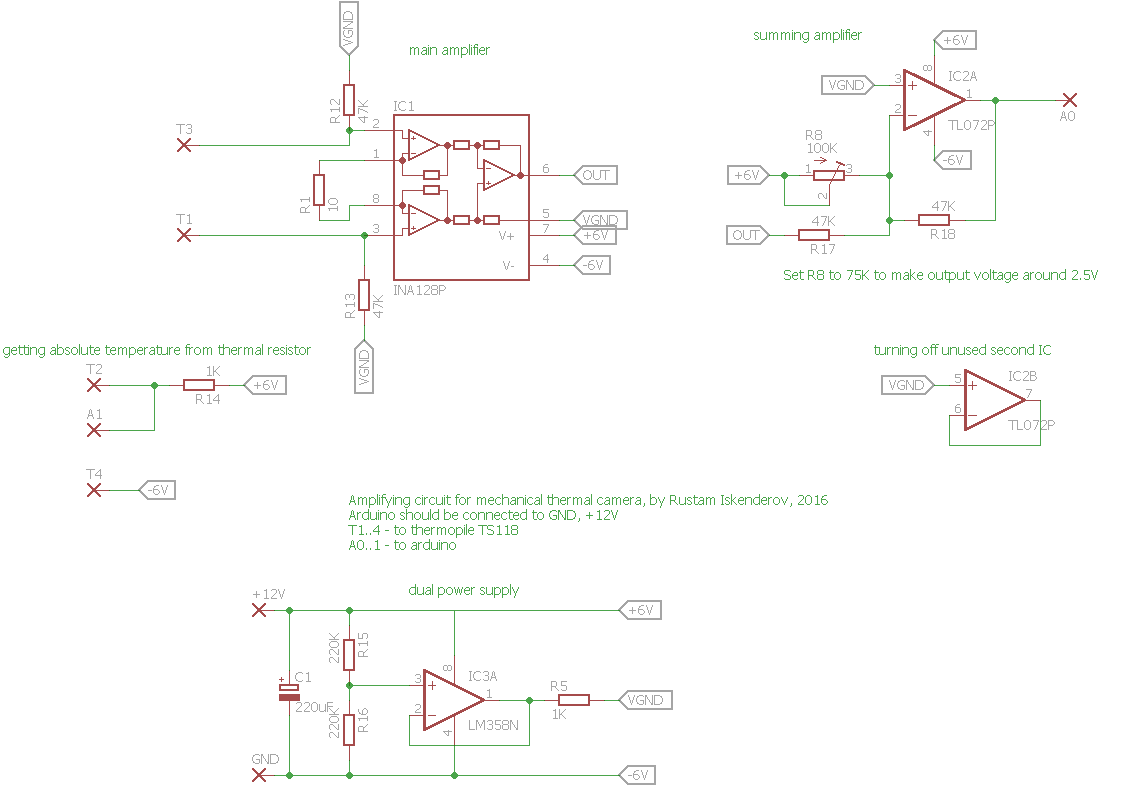 VGND
main amplifier
R12
47K
IC1
T3
2
1
R1
10
8
T1
3
6
OUT
5
VGND
V+
7
+6V
V-
4
-6V
INA128P
R13
47K
VGND
summing amplifier
+6V
8
IC2A
VGND
3
+
1
2
-
TL072P
A0
4
-6V
R8
100K
+6V
1
3
2
OUT
47K
R17
47K
R18
Set R8 to 75K to make output voltage around 2.5V
getting absolute temperature from thermal resistor
T2
1K
R14
+6V
A1
T4
-6V
turning off unused second IC
VGND
5
+
IC2B
7
6
-
TL072P
Amplifying circuit for mechanical thermal camera, by Rustam Iskenderov, 2016
Arduino should be connected to GND, +12V
T1..4 - to thermopile TS118
A0..1 - to arduino
dual power supply
+12V
+6V
220K
R15
8
IC3A
+
C1
220uF
3
+
1
2
-
LM358N
R5
1K
VGND
220K
R16
4
GND
-6V